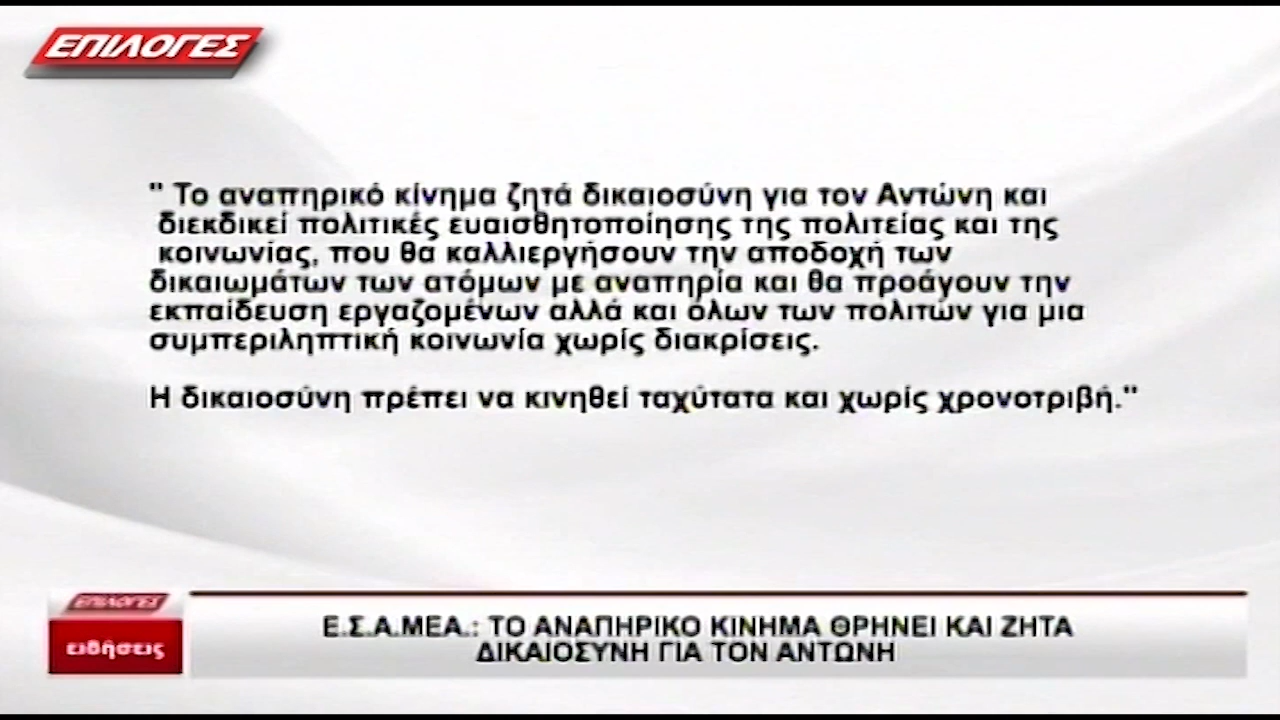 ΕΠΙΛΟΓΕΣ
" Το αναπηρικό κίνημα ζητά δικαιοσύνη για τον Αντώνη και
διεκδικεί πολιτικές ευαισθητοποίησης της πολιτείας και της
κοινωνίας, που θα καλλιεργήσουν την αποδοχή των
δικαιωμάτων των ατόμων με αναπηρία και θα προάγουν την
εκπαίδευση εργαζομένων αλλά και όλων των πολιτών για μια
συμπεριληπτική κοινωνία χωρίς διακρίσεις.
Η δικαιοσύνη πρέπει να κινηθεί ταχύτατα και χωρίς χρονοτριβή."
ΕΠΙΛΟΓΕΣ
ειδήσεις
Ε.Σ.Α.ΜΕΑ.: ΤΟ ΑΝΑΠΗΡΙΚΟ ΚΙΝΗΜΑ ΘΡΗΝΕΙ ΚΑΙ ΖΗΤΑ
ΔΙΚΑΙΟΣΥΝΗ ΓΙΑ ΤΟΝ ΑΝΤΩΝΗ